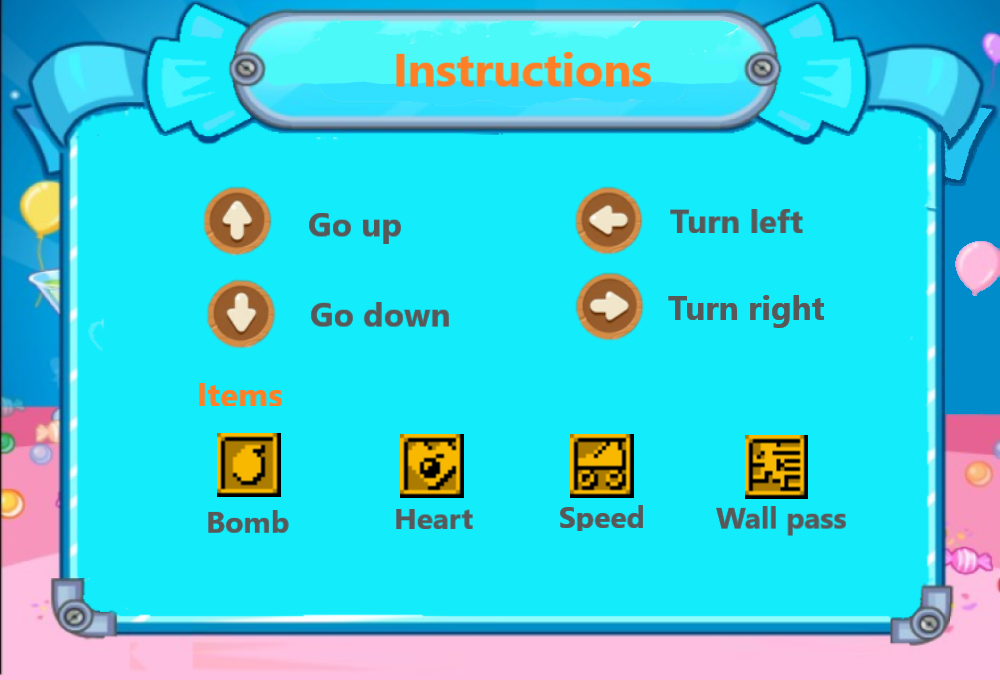 Instructions
Go up
Turn left
Go down
Turn right
Items
Bomb
Heart
Speed
Wall pass